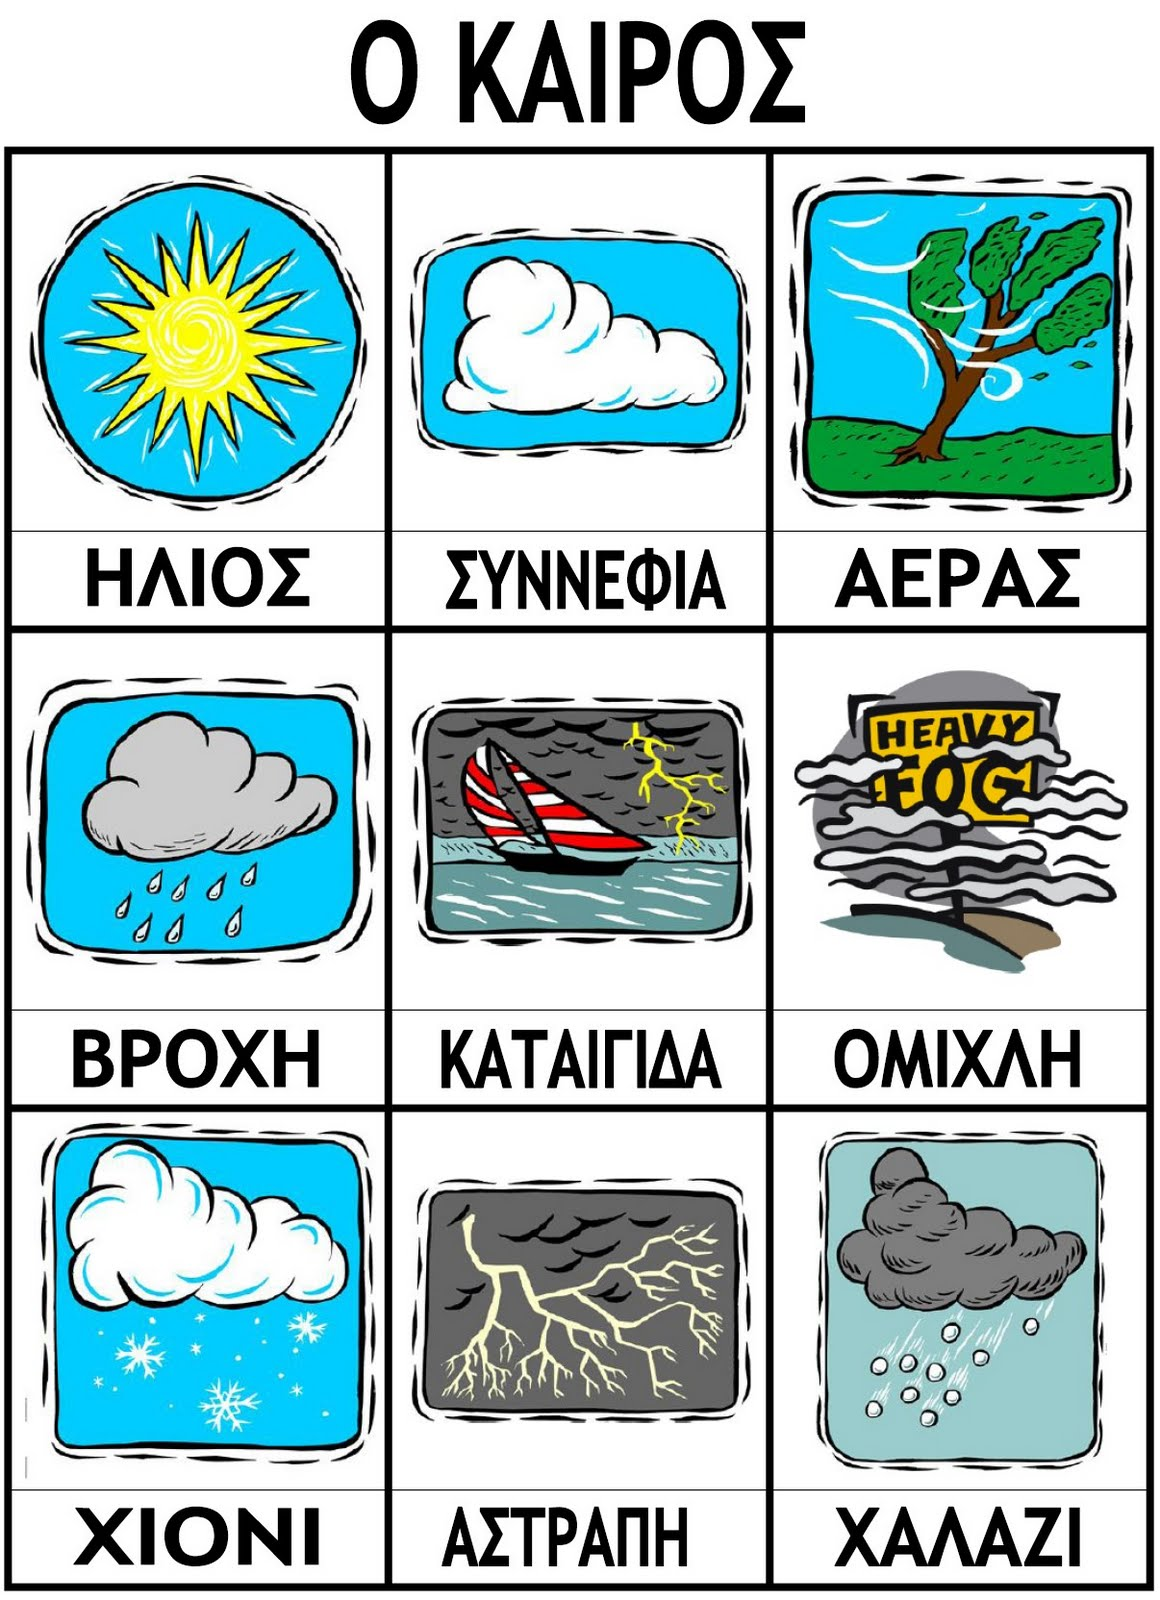 Ο ΚΑΙΡΟΣ
ΗΛΙΟΣ
ΣΥΝΝΕΦΙΑ
ΑΕΡΑΣ
HEAVY
FOG
ΒΡΟΧΗ
ΚΑΤΑΙΓΙΔΑ
ΟΜΙΧΛΗ
ΧΙΟΝΙ
ΑΣΤΡΑΠΗ
ΧΑΛΑΖΙ